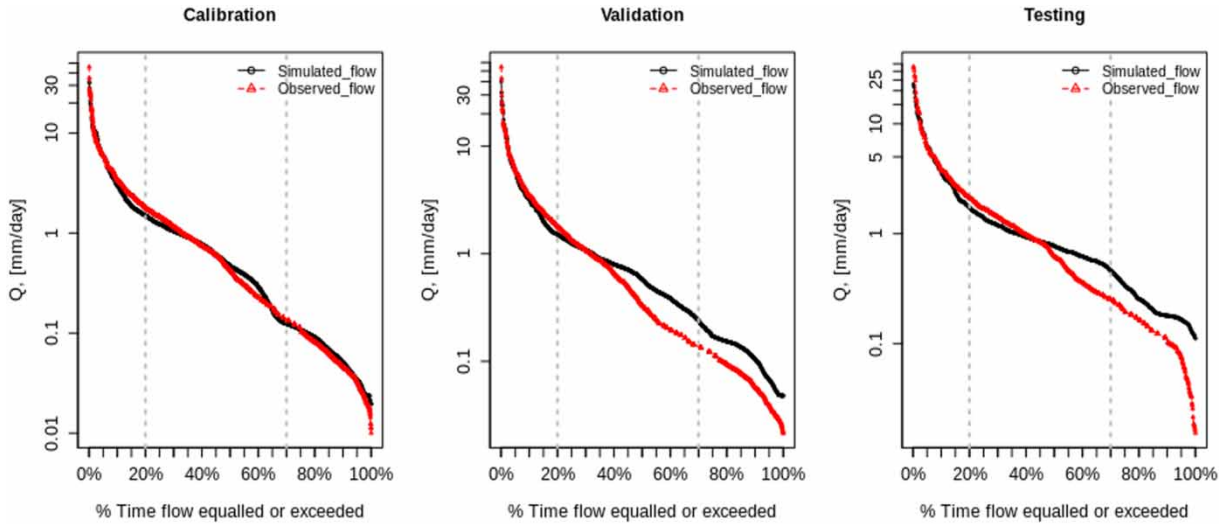 Calibration
Simulated_flow
Observed_flow
30
10
1
0.1
0.01
Q, [mm/day]
0% 20% 40% 60% 80% 100%
% Time flow equalled or exceeded
Validation
Simulated_flow
Observed_flow
30
10
1
0.1
Q, [mm/day]
0% 20% 40% 60% 80% 100%
% Time flow equalled or exceeded
Testing
Simulated_flow
Observed_flow
25
10
5
1
0.1
Q, [mm/day]
0% 20% 40% 60% 80% 100%
% Time flow equalled or exceeded